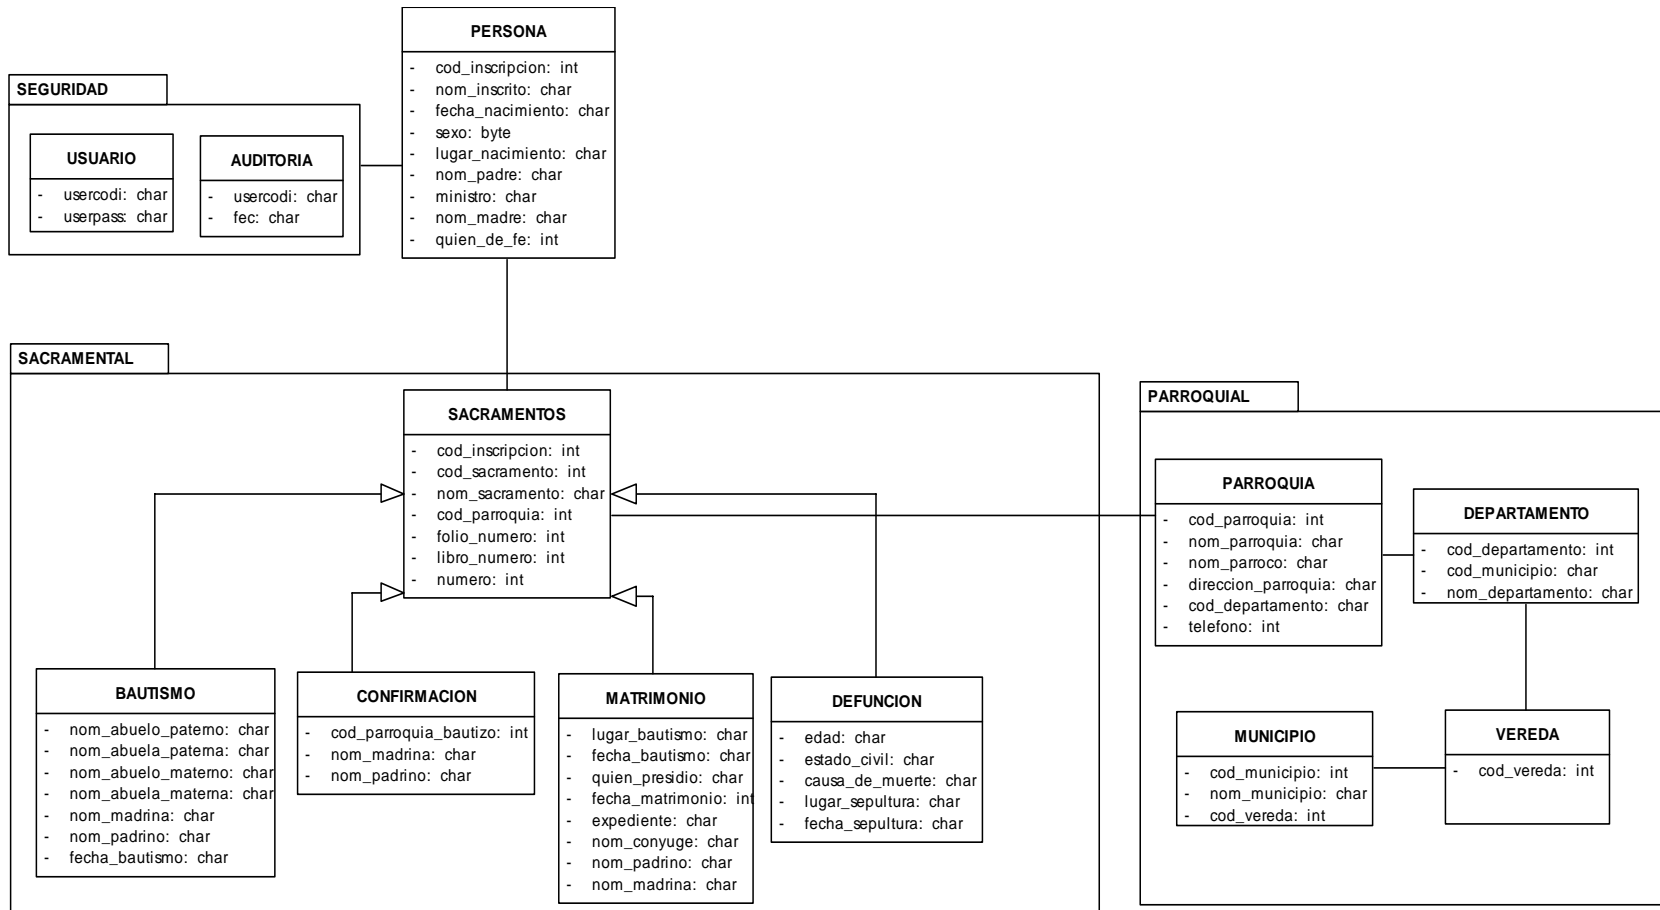 PERSONA
- cod_inscripcion: int
- nom_inscrito: char
- fecha_nacimiento: char
- sexo: byte
- lugar_nacimiento: char
- nom_padre: char
- ministro: char
- nom_madre: char
- quien_de_fe: int
SEGURIDAD
USUARIO
- usercodi: char
- userpass: char
AUDITORIA
- usercodi: char
- fec: char
SACRAMENTAL
SACRAMENTOS
- cod_inscripcion: int
- cod_sacramento: int
- nom_sacramento: char
- cod_parroquia: int
- folio_numero: int
- libro_numero: int
- numero: int
BAUTISMO
- nom_abuelo_paterno: char
- nom_abuela_paterna: char
- nom_abuelo_materno: char
- nom_abuela_materna: char
- nom_madrina: char
- nom_padrino: char
- fecha_bautismo: char
CONFIRMACION
- cod_parroquia_bautizo: int
- nom_madrina: char
- nom_padrino: char
MATRIMONIO
- lugar_bautismo: char
- fecha_bautismo: char
- quien_presidio: char
- fecha_matrimonio: int
- expediente: char
- nom_conyuge: char
- nom_padrino: char
- nom_madrina: char
DEFUNCION
- edad: char
- estado_civil: char
- causa_de_muerte: char
- lugar_sepultura: char
- fecha_sepultura: char
PARROQUIAL
PARROQUIA
- cod_parroquia: int
- nom_parroquia: char
- nom_parroco: char
- direccion_parroquia: char
- cod_departamento: char
- telefono: int
DEPARTAMENTO
- cod_departamento: int
- cod_municipio: char
- nom_departamento: char
MUNICIPIO
- cod_municipio: int
- nom_municipio: char
- cod_vereda: int
VEREDA
- cod_vereda: int